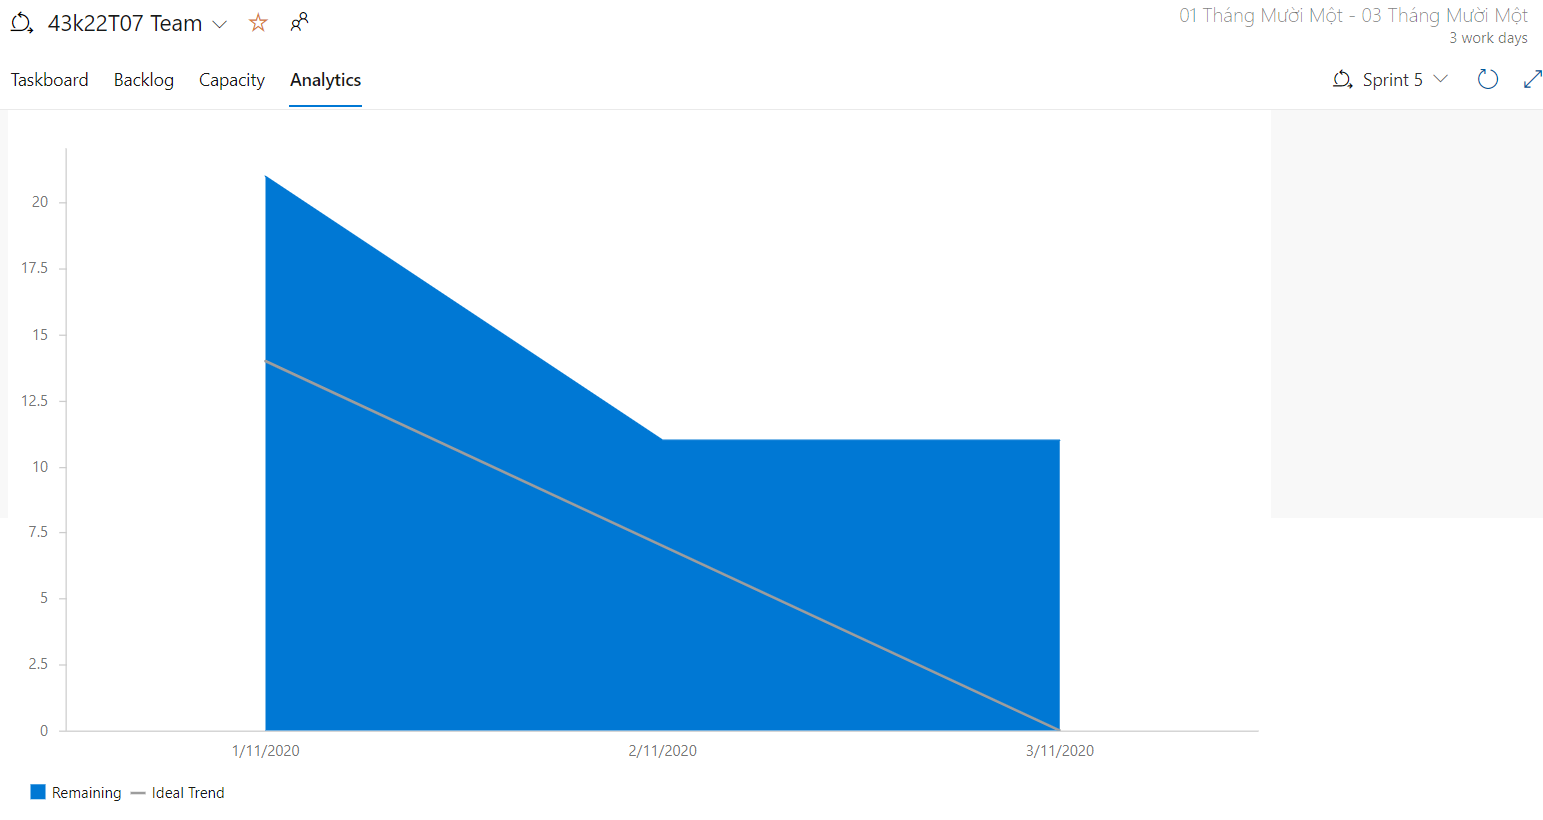 43k22T07 Team
01 Tháng Mười Một - 03 Tháng Mười Một
3 work days
Taskboard Backlog Capacity Analytics
Sprint 5
20
17.5
15
12.5
10
7.5
5
2.5
0
1/11/2020 2/11/2020 3/11/2020
Remaining Ideal Trend